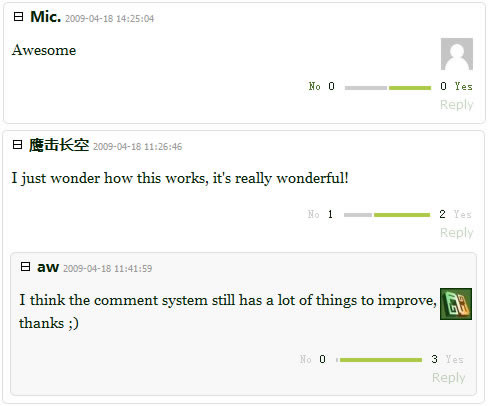 Mic. 2009-04-18 14:25:04
Awesome
No 0 0 Yes
Reply
鹰击长空 2009-04-18 11:26:46
I just wonder how this works, it's really wonderful!
No 1 2 Yes
Reply
aw 2009-04-18 11:41:59
I think the comment system still has a lot of things to improve,
thanks ;)
No 0 3 Yes
Reply